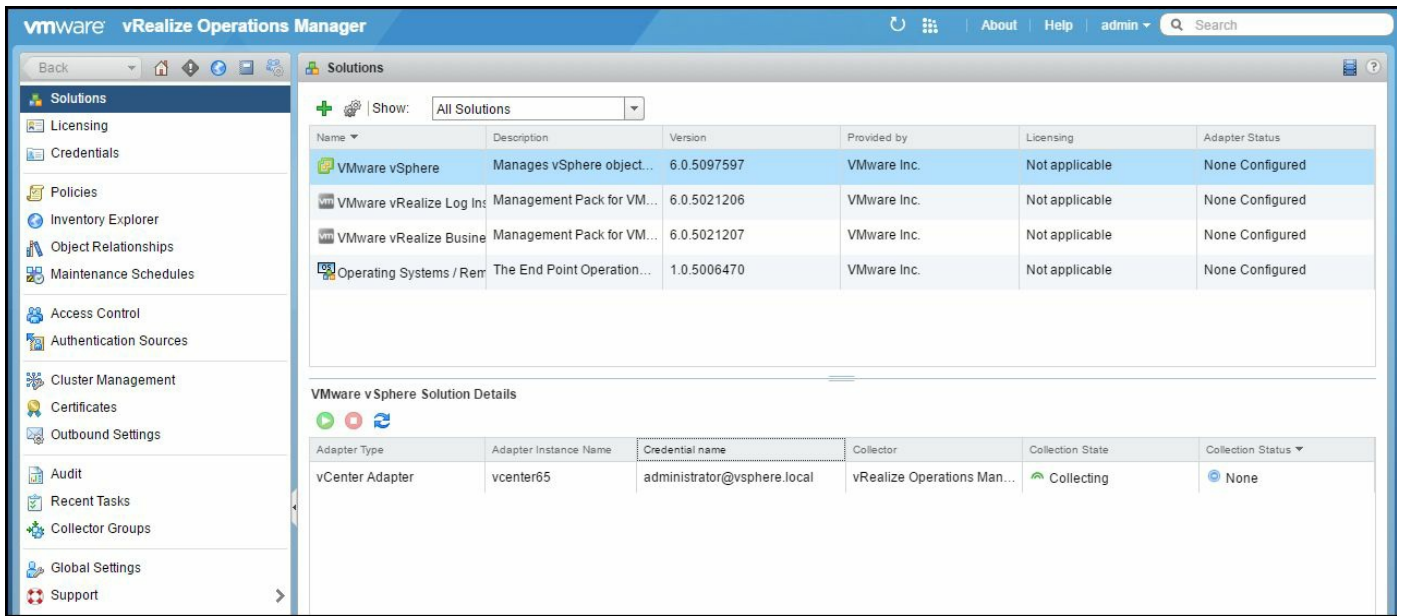 vmware vRealize Operations Manager About Help admin Search
Back Solutions
Solutions
Licensing
Credentials
Policies
Inventory Explorer
Object Relationships
Maintenance Schedules
Access Control
Authentication Sources
Cluster Management
Certificates
Outbound Settings
Audit
Recent Tasks
Collector Groups
Global Settings
Support
Show: All Solutions
Name Description Version Provided by Licensing Adapter Status
VMware vSphere Manages vSphere object... 6.0.5097597 VMware Inc. Not applicable None Configured
VMware vRealize Log Ins Management Pack for VM... 6.0.5021206 VMware Inc. Not applicable None Configured
VMware vRealize Busine Management Pack for VM... 6.0.5021207 VMware Inc. Not applicable None Configured
Operating Systems / Rem The End Point Operation... 1.0.5006470 VMware Inc. Not applicable None Configured
VMware vSphere Solution Details
Adapter Type Adapter Instance Name Credential name Collector Collection State Collection Status
vCenter Adapter vcenter65 administrator@vsphere.local vRealize Operations Man... Collecting None